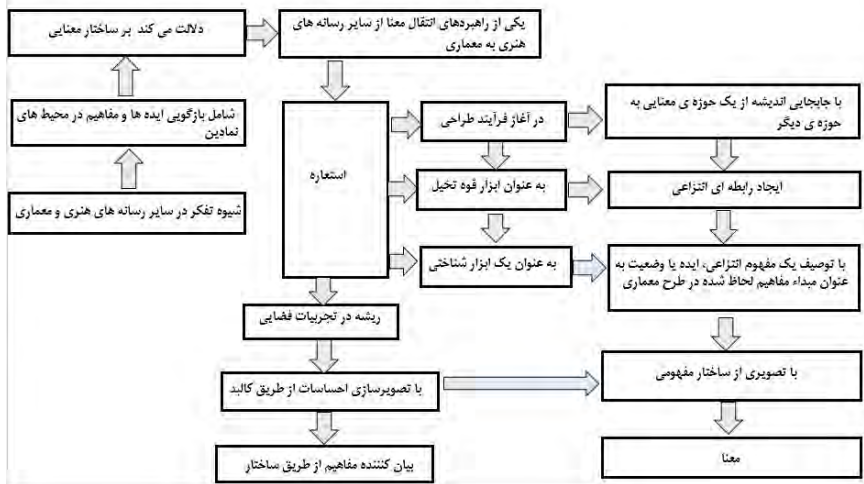 یکی از راهبردهای انتقال معنا از سایر رسانه های
هنری به معماری
دلالت می کند بر ساختار معنایی
شامل بازگویی ایده ها و مفاهیم در محیط های
نمادین
شیوه تفکر در سایر رسانه های هنری و معماری
استعاره
در آغاز فرآیند طراحی
با جابجایی اندیشه از یک حوزه ی معنایی به
حوزه ی دیگر
به عنوان ابزار قوه تخیل
ایجاد رابطه ای انتزاعی
به عنوان یک ابزار شناختی
با توصیف یک مفهوم انتزاعی، ایده یا وضعیت به
عنوان مبداء مفاهیم لحاظ شده در طرح معماری
ریشه در تجربیات فضایی
با تصویرسازی احساسات از طریق کالبد
با تصویری از ساختار مفهومی
بیان کننده مفاهیم از طریق ساختار
معنا